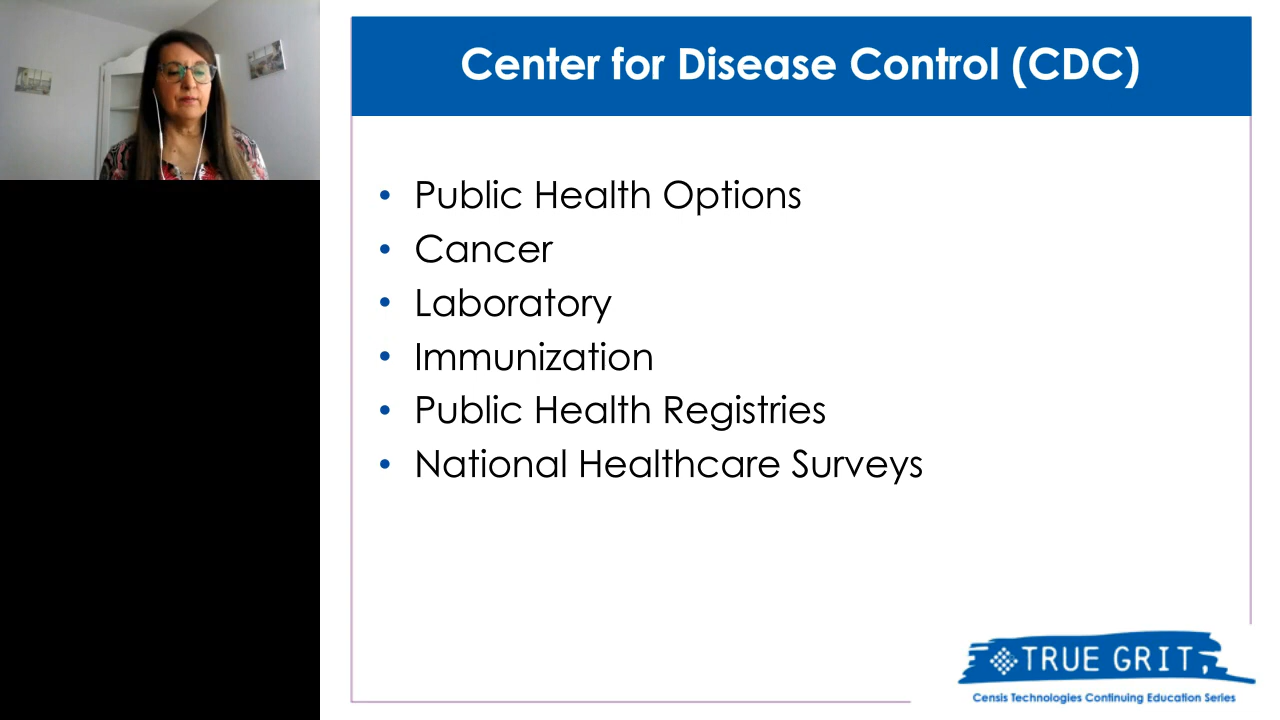 Center for Disease Control (CDC)
• Public Health Options
• Cancer
• Laboratory
• Immunization
• Public Health Registries
• National Healthcare Surveys
TRUE GRIT
Censis Technologies Continuing Education Series